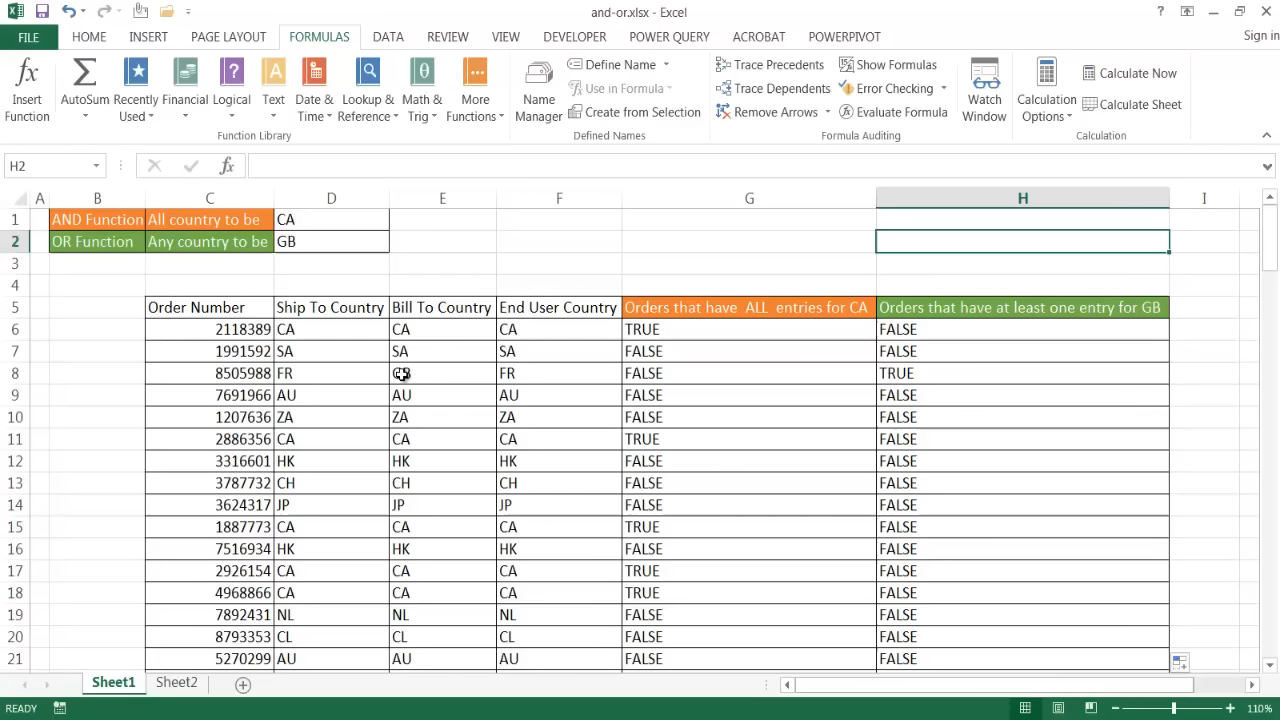 and-or.xlsx - Excel
? Sign in
FILE HOME INSERT PAGE LAYOUT FORMULAS DATA REVIEW VIEW DEVELOPER POWER QUERY ACROBAT POWERPIVOT
fx Insert Function
Σ AutoSum
Recently Used
Financial
Logical
Text
Date & Time
Lookup & Reference
Math & Trig
More Functions
Function Library
Name Manager
Define Name
Use in Formula
Create from Selection
Defined Names
Trace Precedents
Trace Dependents
Remove Arrows
Show Formulas
Error Checking
Evaluate Formula
Formula Auditing
Watch Window
Calculation Options
Calculate Now
Calculate Sheet
Calculation
H2 fx
A B C D E F G H I
1 AND Function All country to be CA
2 OR Function Any country to be GB
3
4
5 Order Number Ship To Country Bill To Country End User Country Orders that have ALL entries for CA Orders that have at least one entry for GB
6 2118389 CA CA CA TRUE FALSE
7 1991592 SA SA SA FALSE FALSE
8 8505988 FR FR FALSE TRUE
9 7691966 AU AU AU FALSE FALSE
10 1207636 ZA ZA ZA FALSE FALSE
11 2886356 CA CA CA TRUE FALSE
12 3316601 HK HK HK FALSE FALSE
13 3787732 CH CH CH FALSE FALSE
14 3624317 JP JP JP FALSE FALSE
15 1887773 CA CA CA TRUE FALSE
16 7516934 HK HK HK FALSE FALSE
17 2926154 CA CA CA TRUE FALSE
18 4968866 CA CA CA TRUE FALSE
19 7892431 NL NL NL FALSE FALSE
20 8793353 CL CL CL FALSE FALSE
21 5270299 AU AU AU FALSE FALSE
Sheet1 Sheet2
READY 110%